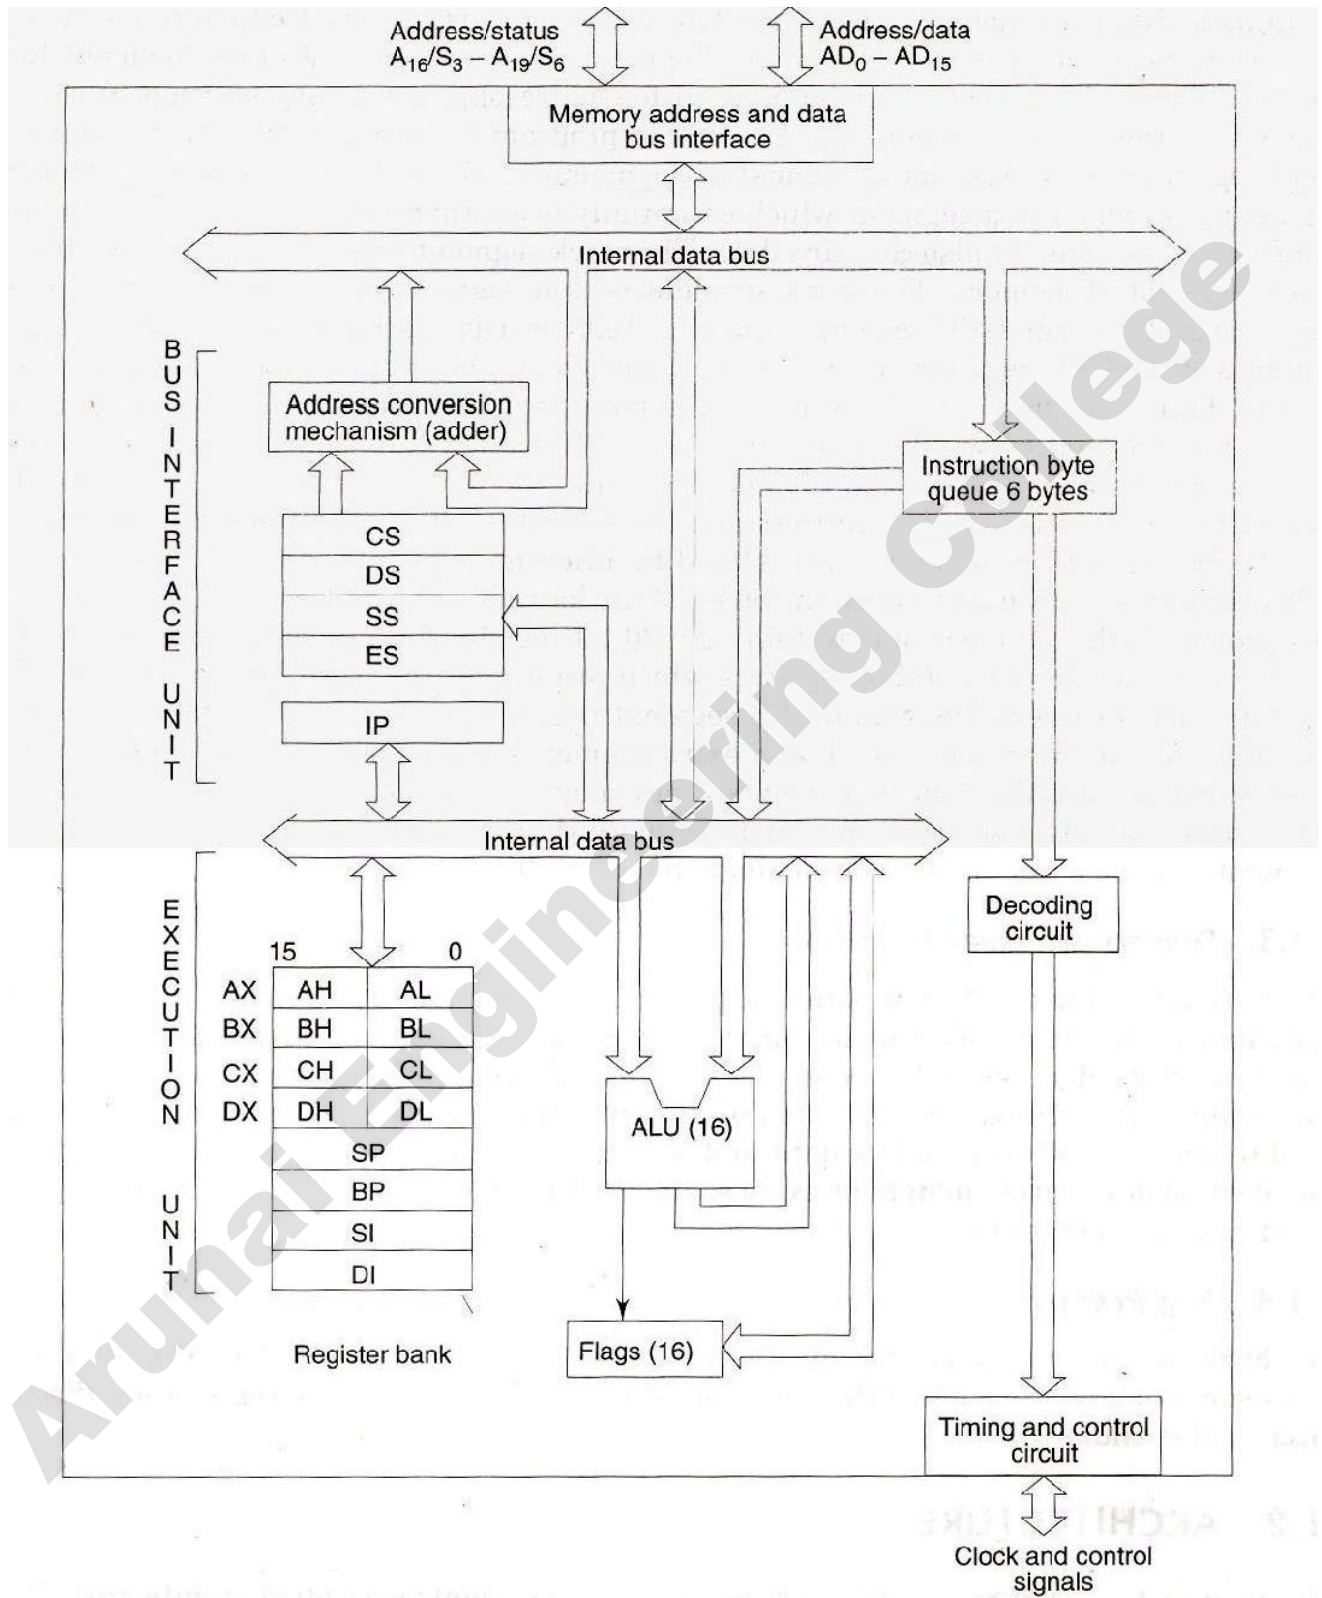 Address/status
A₁₆/S₃ – A₁₉/S₆
Address/data
AD₀ – AD₁₅
Memory address and data
bus interface
Internal data bus
BUS INTERFACE UNIT
Address conversion
mechanism (adder)
Instruction byte
queue 6 bytes
CS
DS
SS
ES
IP
Internal data bus
EXECUTION UNIT
Decoding
circuit
15 0
AX AH AL
BX BH BL
CX CH CL
DX DH DL
SP
BP
SI
DI
ALU (16)
Register bank
Flags (16)
Timing and control
circuit
Clock and control
signals
Arunai Engineering College